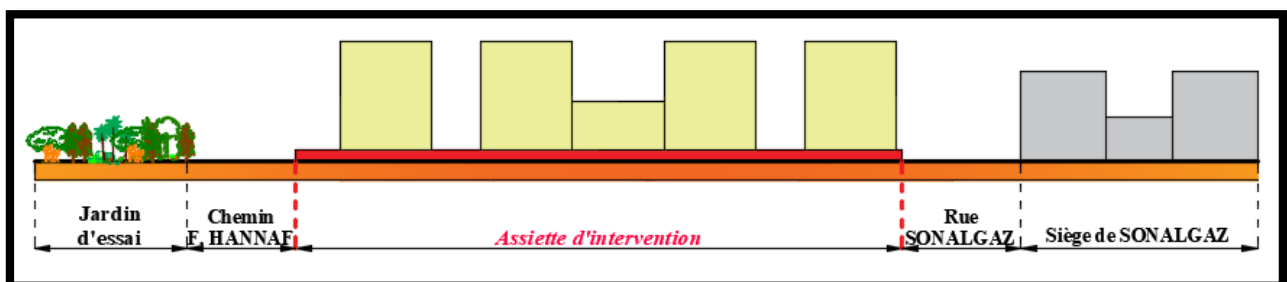 Jardin
d'essai
Chemin
F. HANNAF
Assiette d'intervention
Rue
SONALGAZ
Siège de SONALGAZ